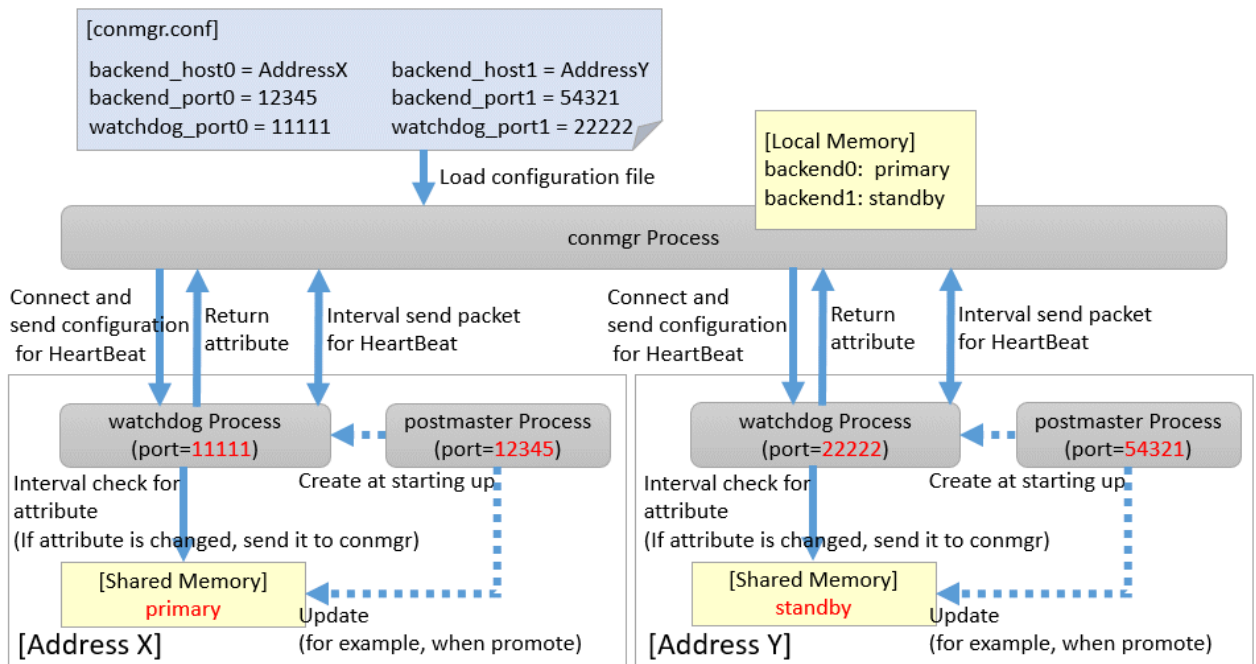 [conmgr.conf]
backend_host0 = AddressX backend_host1 = AddressY
backend_port0 = 12345 backend_port1 = 54321
watchdog_port0 = 11111 watchdog_port1 = 22222
[Local Memory]
backend0: primary
backend1: standby
Load configuration file
conmgr Process
Connect and
send configuration
for HeartBeat
Return
attribute
Interval send packet
for HeartBeat
Connect and
send configuration
for HeartBeat
Return
attribute
Interval send packet
for HeartBeat
watchdog Process
(port=11111)
postmaster Process
(port=12345)
Interval check for
attribute
(If attribute is changed, send it to conmgr)
Create at starting up
[Shared Memory]
primary
Update
(for example, when promote)
[Address X]
watchdog Process
(port=22222)
postmaster Process
(port=54321)
Interval check for
attribute
(If attribute is changed, send it to conmgr)
Create at starting up
[Shared Memory]
standby
Update
(for example, when promote)
[Address Y]